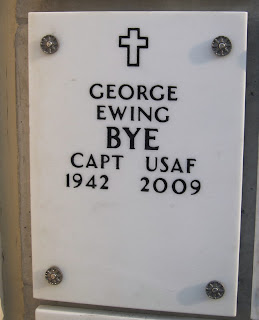 GEORGE
EWING
BYE
CAPT USAF
1942 2009